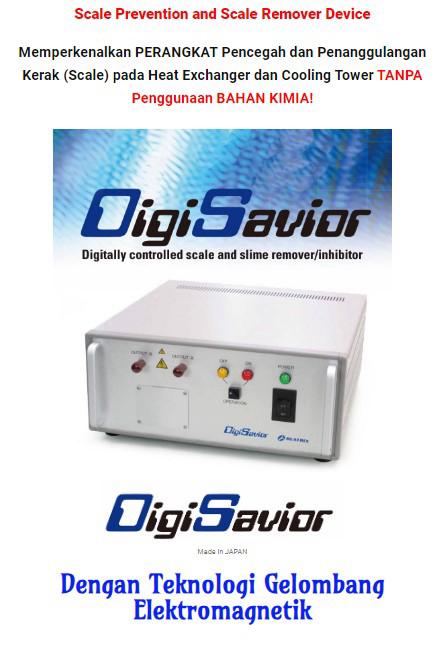 Scale Prevention and Scale Remover Device
Memperkenalkan PERANGKAT Pencegah dan Penanggulangan
Kerak (Scale) pada Heat Exchanger dan Cooling Tower TANPA
Penggunaan BAHAN KIMIA!
DigiSavior
Digitally controlled scale and slime remover/inhibitor
OFF
ON
POWER
OPERATION
DigiSavior
DigiSavior
Made in JAPAN
Dengan Teknologi Gelombang
Elektromagnetik